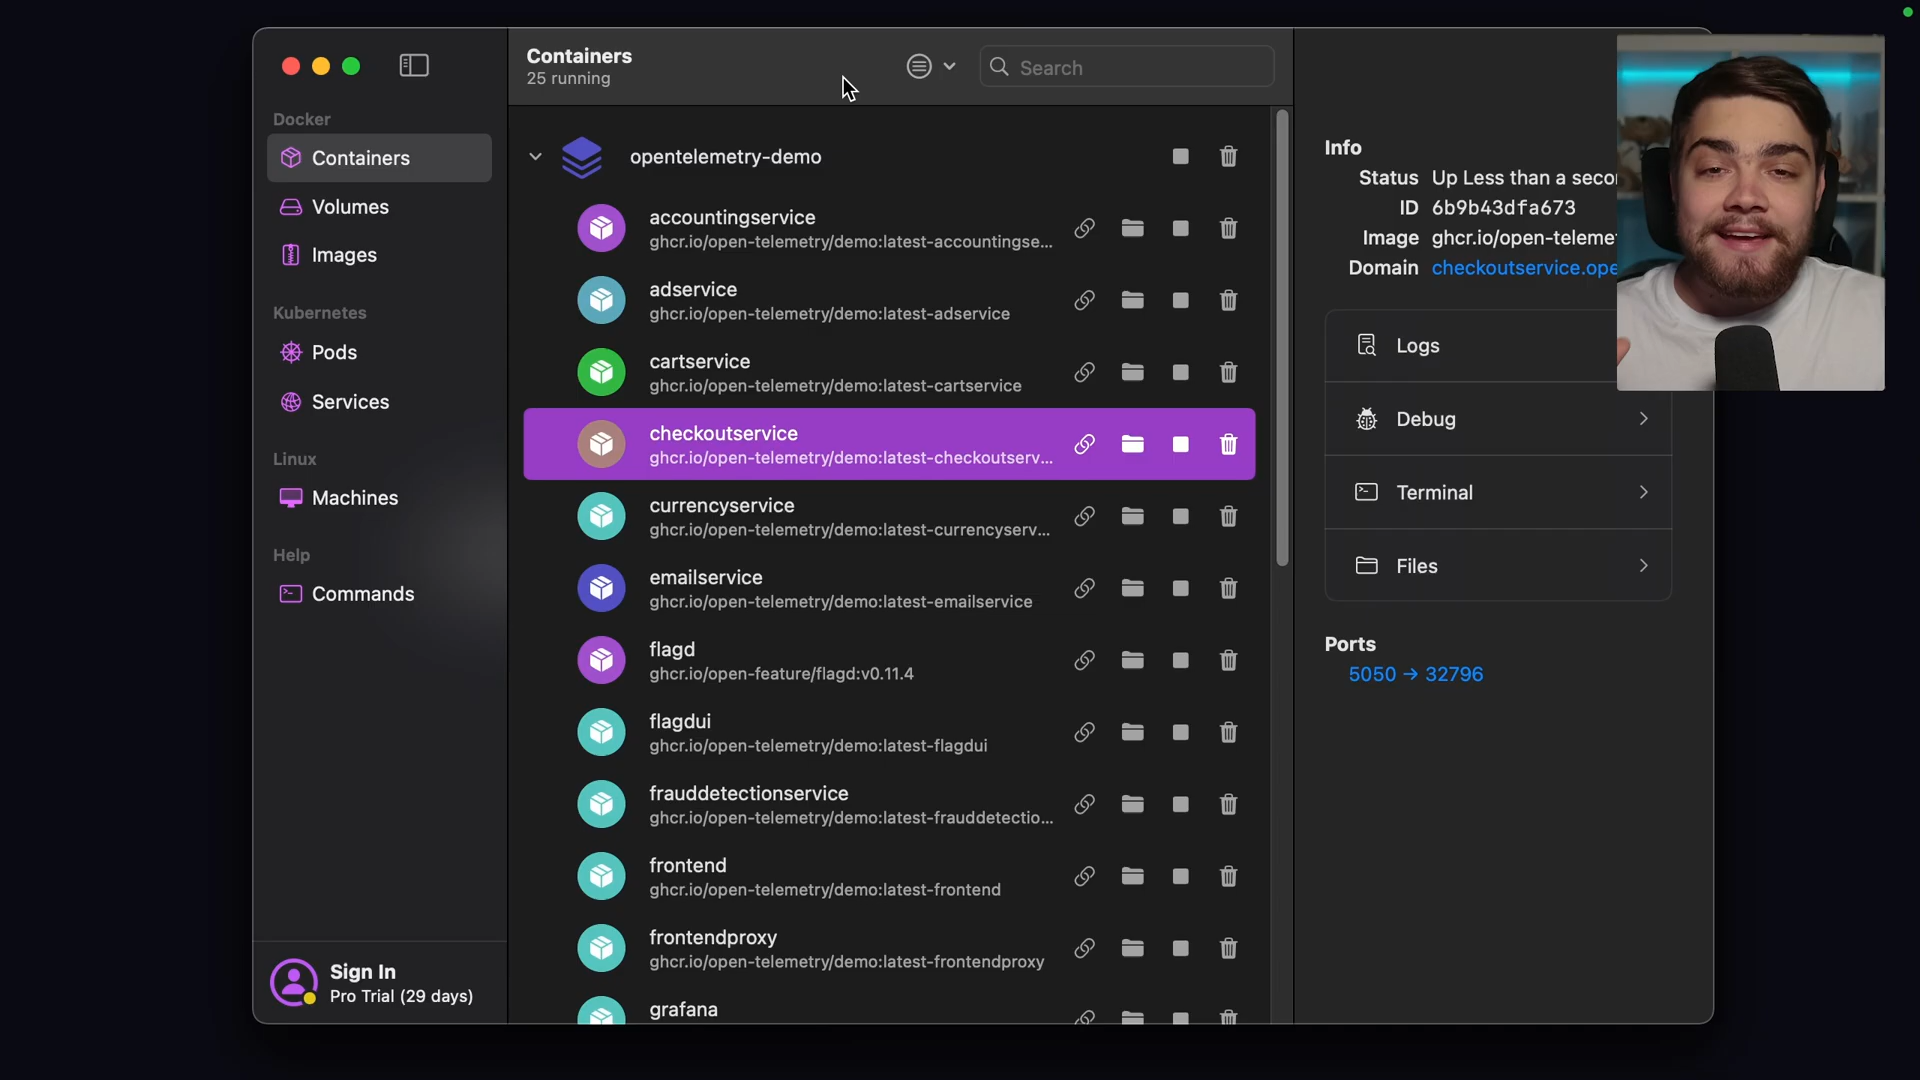 Containers
25 running
Search
Docker
Containers
Volumes
Images
Kubernetes
Pods
Services
Linux
Machines
Help
Commands
Sign In
Pro Trial (29 days)
opentelemetry-demo
accountingservice
ghcr.io/open-telemetry/demo:latest-accountingse...
adservice
ghcr.io/open-telemetry/demo:latest-adservice
cartservice
ghcr.io/open-telemetry/demo:latest-cartservice
checkoutservice
ghcr.io/open-telemetry/demo:latest-checkoutserv...
currencyservice
ghcr.io/open-telemetry/demo:latest-currencyserv...
emailservice
ghcr.io/open-telemetry/demo:latest-emailservice
flagd
ghcr.io/open-feature/flagd:v0.11.4
flagdui
ghcr.io/open-telemetry/demo:latest-flagdui
frauddetectionservice
ghcr.io/open-telemetry/demo:latest-frauddetectio...
frontend
ghcr.io/open-telemetry/demo:latest-frontend
frontendproxy
ghcr.io/open-telemetry/demo:latest-frontendproxy
grafana
Info
Status Up Less than a secon
ID 6b9b43dfa673
Image ghcr.io/open-teleme
Domain checkoutservice.ope
Logs
Debug
Terminal
Files
Ports
5050 → 32796